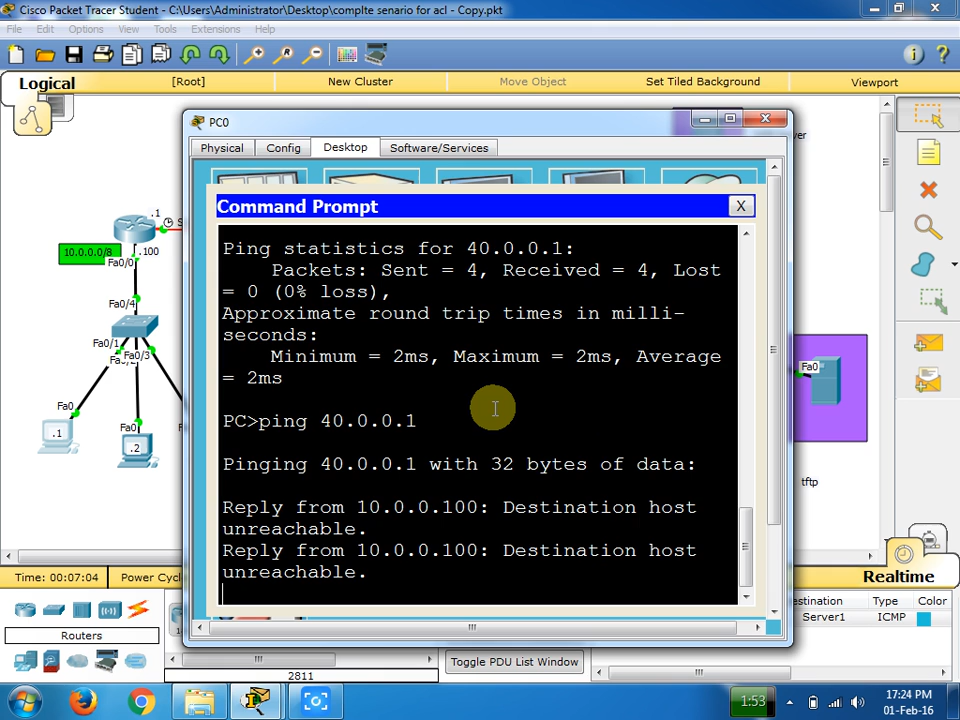 Cisco Packet Tracer Student - C:\Users\Administrator\Desktop\complte senario for acl - Copy.pkt
File Edit Options View Tools Extensions Help
Logical [Root] New Cluster Move Object Set Tiled Background Viewport
PC0
Physical Config Desktop Software/Services
Command Prompt X
Ping statistics for 40.0.0.1:
Packets: Sent = 4, Received = 4, Lost
= 0 (0% loss),
Approximate round trip times in milli-
seconds:
Minimum = 2ms, Maximum = 2ms, Average
= 2ms
PC>ping 40.0.0.1
Pinging 40.0.0.1 with 32 bytes of data:
Reply from 10.0.0.100: Destination host
unreachable.
Reply from 10.0.0.100: Destination host
unreachable.
.1
10.0.0.0/8
.100
Fa0/0
Fa0/4
Fa0/1
Fa0/3
Fa0
Fa0
.1
.2
Fa0
tftp
Time: 00:07:04 Power Cyc
Realtime
Routers
2811
Toggle PDU List Window
estination Type Color
Server1 ICMP
1:53
17:24 PM
01-Feb-16